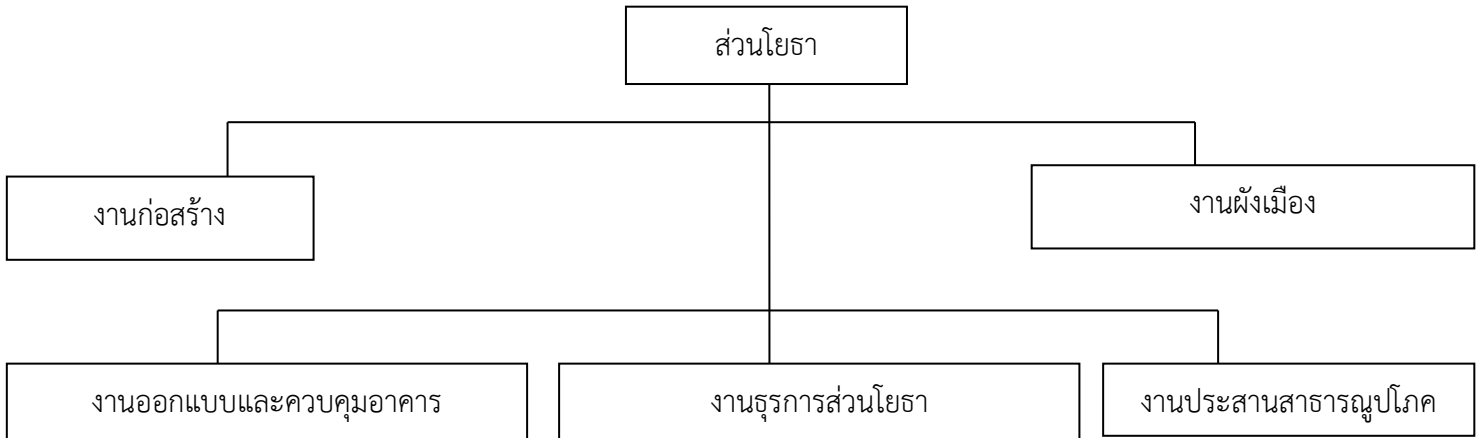 ส่วนโยธา
งานก่อสร้าง
งานผังเมือง
งานออกแบบและควบคุมอาคาร
งานธุรการส่วนโยธา
งานประสานสาธารณูปโภค